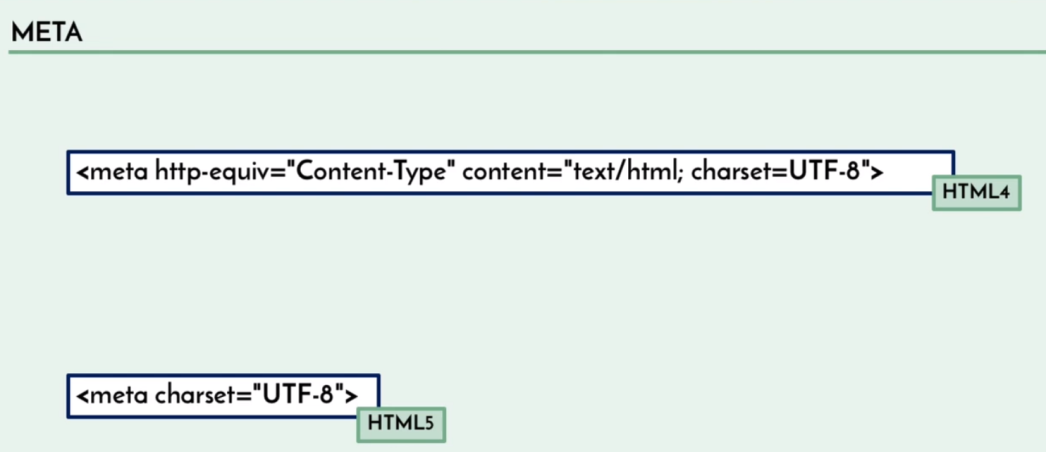 META
<meta http-equiv="Content-Type" content="text/html; charset=UTF-8">
HTML4
<meta charset="UTF-8">
HTML5